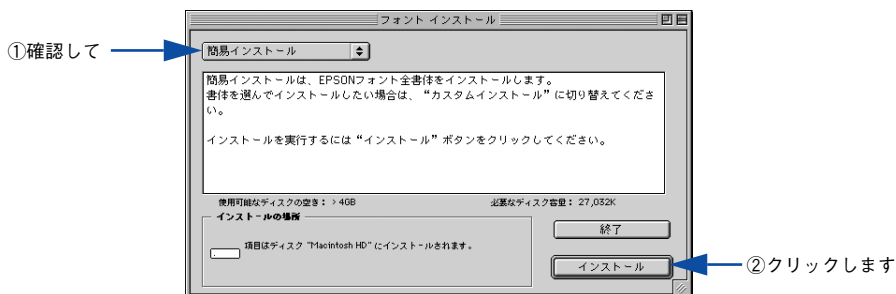 フォント インストール
①確認して
簡易インストール
簡易インストールは、EPSONフォント全書体をインストールします。
書体を選んでインストールしたい場合は、“カスタムインストール”に切り替えてくださ
い。
インストールを実行するには“インストール”ボタンをクリックしてください。
使用可能なディスクの空き：＞4GB 必要なディスク容量：27,032K
インストールの場所
項目はディスク "Macintosh HD" にインストールされます。
終了
インストール
②クリックします